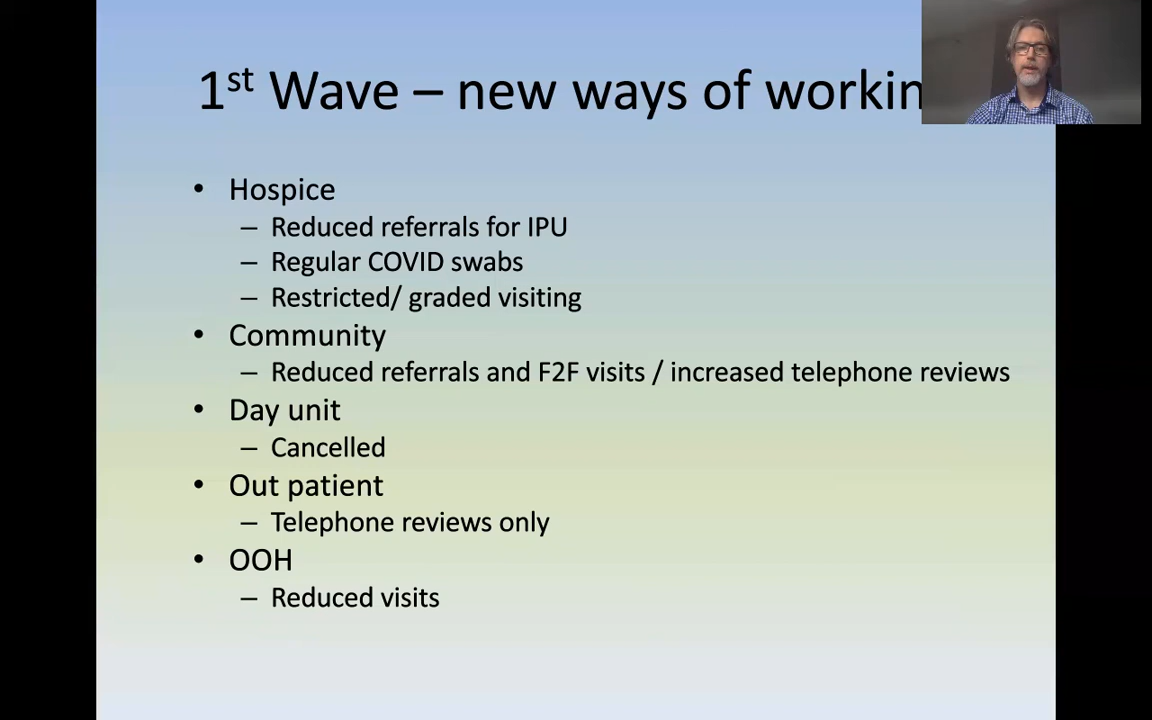 1st Wave – new ways of workin
• Hospice
– Reduced referrals for IPU
– Regular COVID swabs
– Restricted/ graded visiting
• Community
– Reduced referrals and F2F visits / increased telephone reviews
• Day unit
– Cancelled
• Out patient
– Telephone reviews only
• OOH
– Reduced visits